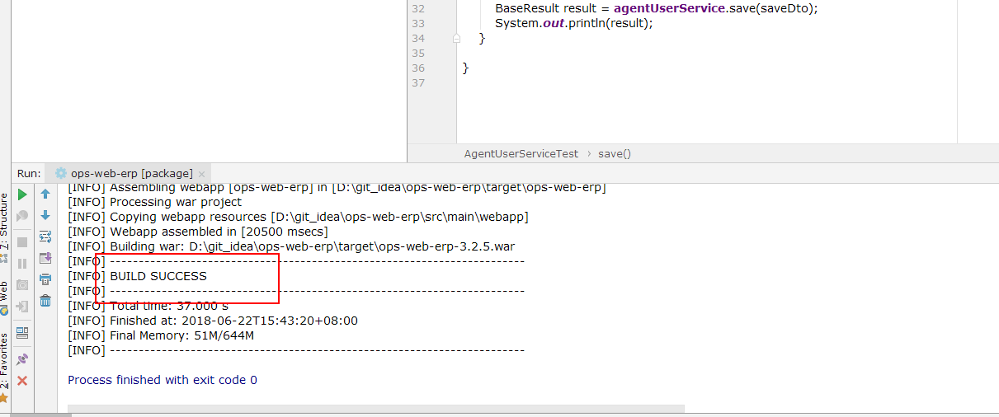 32 BaseResult result = agentUserService.save(saveDto);
33 System.out.println(result);
34 }
35
36 }
37
AgentUserServiceTest › save()
Run: ops-web-erp [package] ×
[INFO] Assembling webapp [ops-web-erp] in [D:\git_idea\ops-web-erp\target\ops-web-erp]
[INFO] Processing war project
[INFO] Copying webapp resources [D:\git_idea\ops-web-erp\src\main\webapp]
[INFO] Webapp assembled in [20500 msecs]
[INFO] Building war: D:\git_idea\ops-web-erp\target\ops-web-erp-3.2.5.war
[INFO] ------------------------------------------------------------------------
[INFO] BUILD SUCCESS
[INFO] ------------------------------------------------------------------------
[INFO] Total time: 37.000 s
[INFO] Finished at: 2018-06-22T15:43:20+08:00
[INFO] Final Memory: 51M/644M
[INFO] ------------------------------------------------------------------------
Process finished with exit code 0
7: Structure
Web
2: Favorites